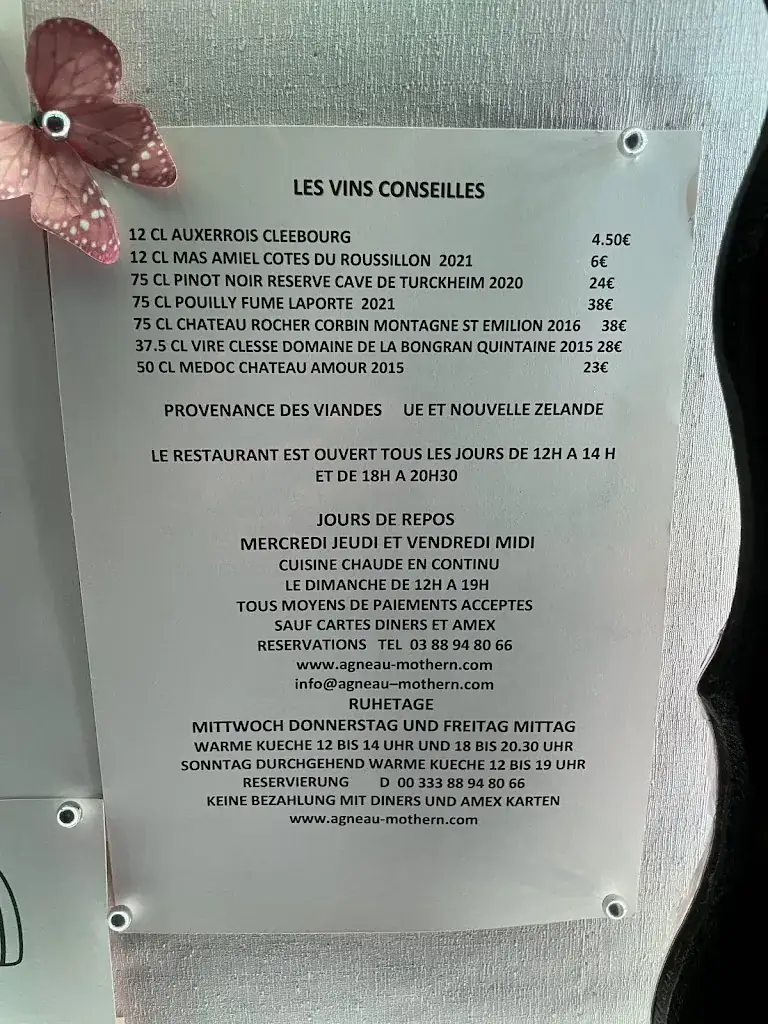 LES VINS CONSEILLES
12 CL AUXERROIS CLEEBOURG 4.50€
12 CL MAS AMIEL COTES DU ROUSSILLON 2021 6€
75 CL PINOT NOIR RESERVE CAVE DE TURCKHEIM 2020 24€
75 CL POUILLY FUME LAPORTE 2021 38€
75 CL CHATEAU ROCHER CORBIN MONTAGNE ST EMILION 2016 38€
37.5 CL VIRE CLESSE DOMAINE DE LA BONGRAN QUINTAINE 2015 28€
50 CL MEDOC CHATEAU AMOUR 2015 23€
PROVENANCE DES VIANDES UE ET NOUVELLE ZELANDE
LE RESTAURANT EST OUVERT TOUS LES JOURS DE 12H A 14 H
ET DE 18H A 20H30
JOURS DE REPOS
MERCREDI JEUDI ET VENDREDI MIDI
CUISINE CHAUDE EN CONTINU
LE DIMANCHE DE 12H A 19H
TOUS MOYENS DE PAIEMENTS ACCEPTES
SAUF CARTES DINERS ET AMEX
RESERVATIONS TEL 03 88 94 80 66
www.agneau-mothern.com
info@agneau–mothern.com
RUHETAGE
MITTWOCH DONNERSTAG UND FREITAG MITTAG
WARME KUECHE 12 BIS 14 UHR UND 18 BIS 20.30 UHR
SONNTAG DURCHGEHEND WARME KUECHE 12 BIS 19 UHR
RESERVIERUNG D 00 333 88 94 80 66
KEINE BEZAHLUNG MIT DINERS UND AMEX KARTEN
www.agneau-mothern.com